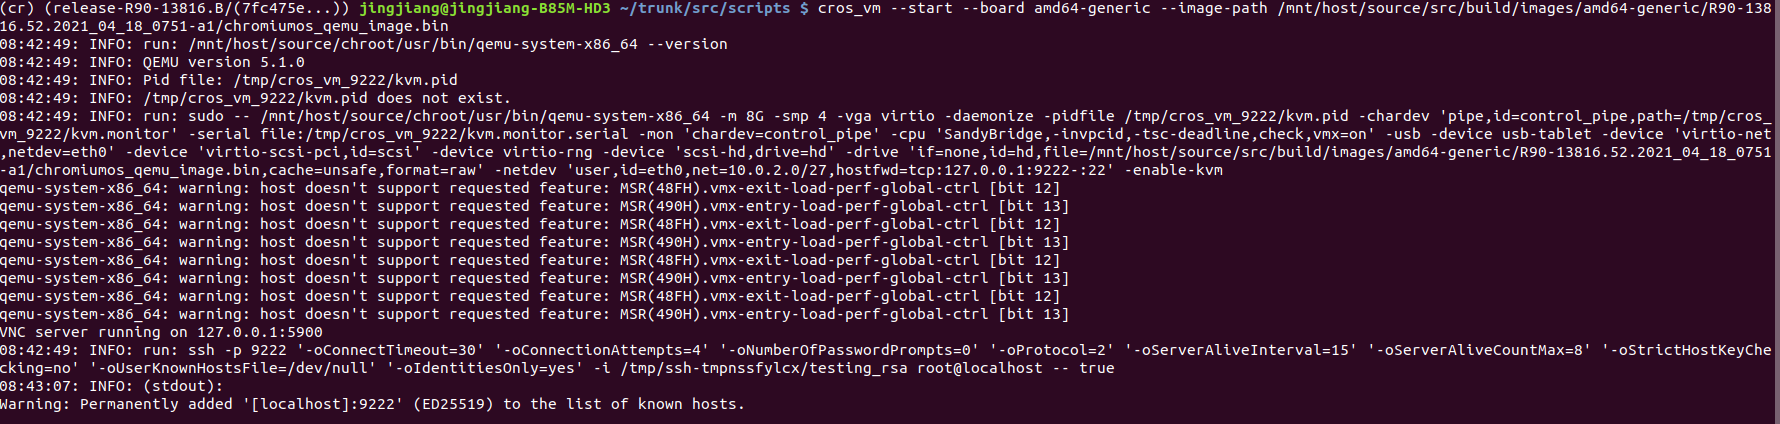 (cr) (release-R90-13816.B/(7fc475e...)) jingjiang@jingjiang-B85M-HD3 ~/trunk/src/scripts $ cros_vm --start --board amd64-generic --image-path /mnt/host/source/src/build/images/amd64-generic/R90-138
16.52.2021_04_18_0751-a1/chromiumos_qemu_image.bin
08:42:49: INFO: run: /mnt/host/source/chroot/usr/bin/qemu-system-x86_64 --version
08:42:49: INFO: QEMU version 5.1.0
08:42:49: INFO: Pid file: /tmp/cros_vm_9222/kvm.pid
08:42:49: INFO: /tmp/cros_vm_9222/kvm.pid does not exist.
08:42:49: INFO: run: sudo -- /mnt/host/source/chroot/usr/bin/qemu-system-x86_64 -m 8G -smp 4 -vga virtio -daemonize -pidfile /tmp/cros_vm_9222/kvm.pid -chardev 'pipe,id=control_pipe,path=/tmp/cros_
vm_9222/kvm.monitor' -serial file:/tmp/cros_vm_9222/kvm.monitor.serial -mon 'chardev=control_pipe' -cpu 'SandyBridge,-invpcid,-tsc-deadline,check,vmx=on' -usb -device usb-tablet -device 'virtio-net
,netdev=eth0' -device 'virtio-scsi-pci,id=scsi' -device virtio-rng -device 'scsi-hd,drive=hd' -drive 'if=none,id=hd,file=/mnt/host/source/src/build/images/amd64-generic/R90-13816.52.2021_04_18_0751
-a1/chromiumos_qemu_image.bin,cache=unsafe,format=raw' -netdev 'user,id=eth0,net=10.0.2.0/27,hostfwd=tcp:127.0.0.1:9222-:22' -enable-kvm
qemu-system-x86_64: warning: host doesn't support requested feature: MSR(48FH).vmx-exit-load-perf-global-ctrl [bit 12]
qemu-system-x86_64: warning: host doesn't support requested feature: MSR(490H).vmx-entry-load-perf-global-ctrl [bit 13]
qemu-system-x86_64: warning: host doesn't support requested feature: MSR(48FH).vmx-exit-load-perf-global-ctrl [bit 12]
qemu-system-x86_64: warning: host doesn't support requested feature: MSR(490H).vmx-entry-load-perf-global-ctrl [bit 13]
qemu-system-x86_64: warning: host doesn't support requested feature: MSR(48FH).vmx-exit-load-perf-global-ctrl [bit 12]
qemu-system-x86_64: warning: host doesn't support requested feature: MSR(490H).vmx-entry-load-perf-global-ctrl [bit 13]
qemu-system-x86_64: warning: host doesn't support requested feature: MSR(48FH).vmx-exit-load-perf-global-ctrl [bit 12]
qemu-system-x86_64: warning: host doesn't support requested feature: MSR(490H).vmx-entry-load-perf-global-ctrl [bit 13]
VNC server running on 127.0.0.1:5900
08:42:49: INFO: run: ssh -p 9222 '-oConnectTimeout=30' '-oConnectionAttempts=4' '-oNumberOfPasswordPrompts=0' '-oProtocol=2' '-oServerAliveInterval=15' '-oServerAliveCountMax=8' '-oStrictHostKeyChe
cking=no' '-oUserKnownHostsFile=/dev/null' '-oIdentitiesOnly=yes' -i /tmp/ssh-tmpnssfylcx/testing_rsa root@localhost -- true
08:43:07: INFO: (stdout):
Warning: Permanently added '[localhost]:9222' (ED25519) to the list of known hosts.